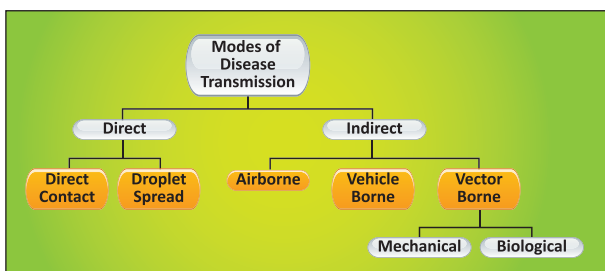 Modes of
Disease
Transmission
Direct
Indirect
Direct
Contact
Droplet
Spread
Airborne
Vehicle
Borne
Vector
Borne
Mechanical
Biological